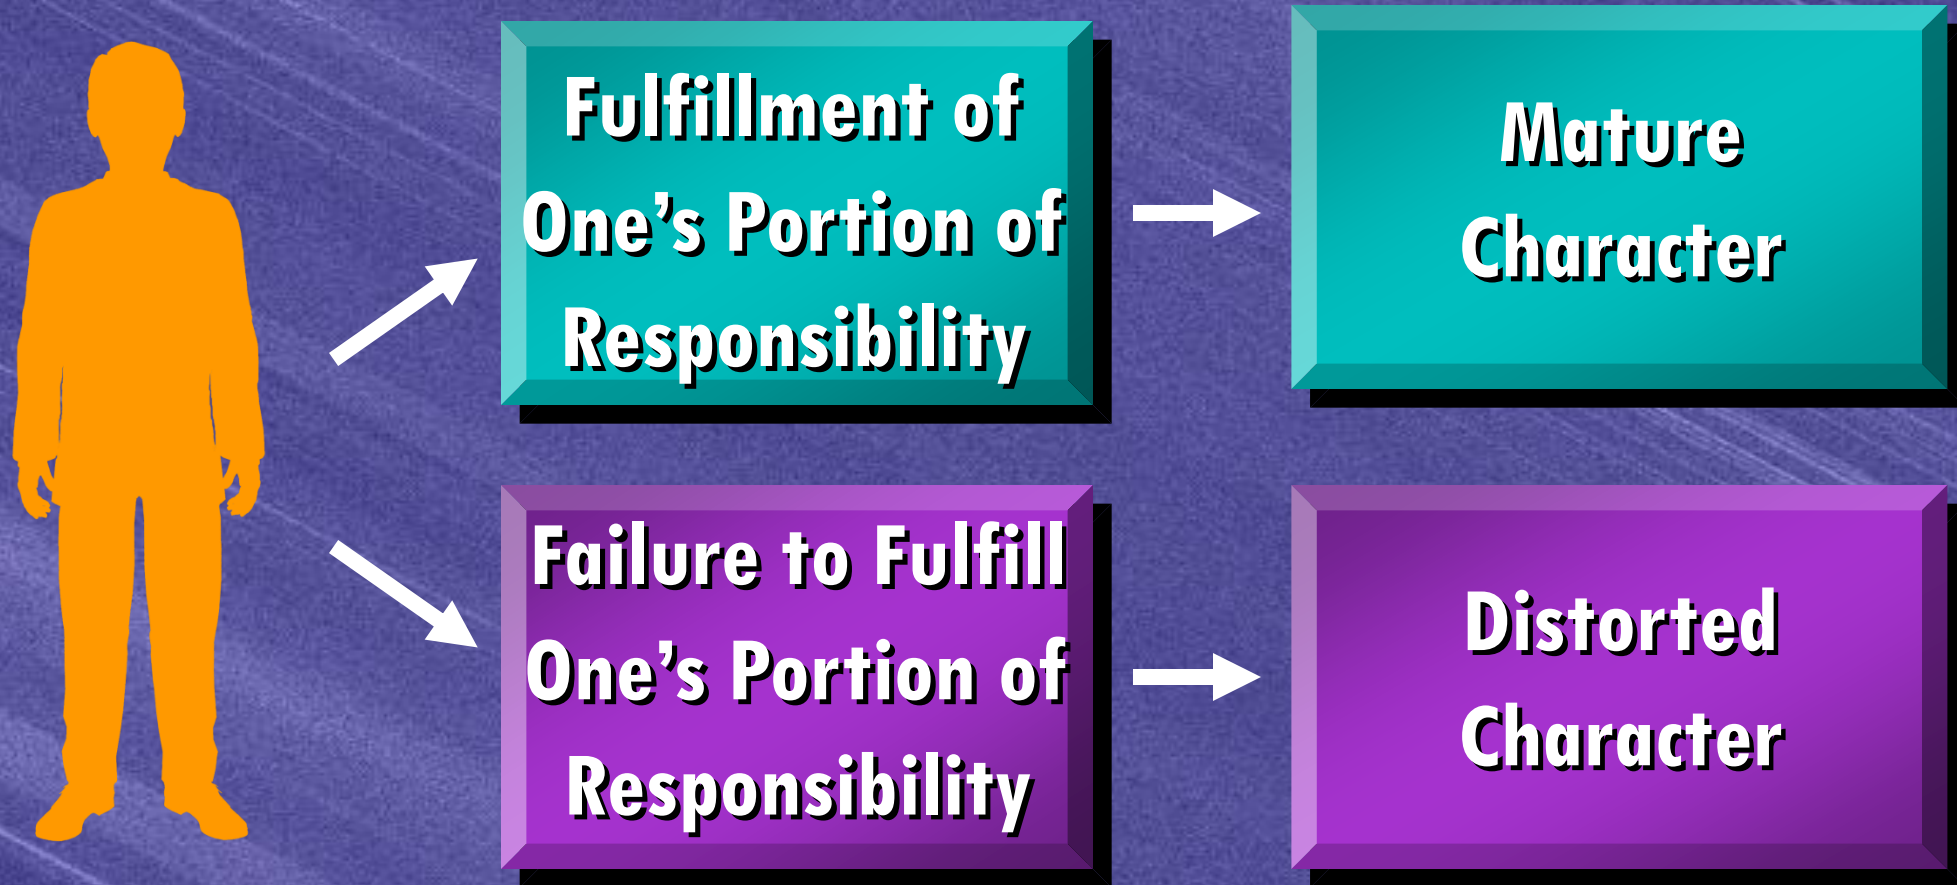 Fulfillment of
One’s Portion of
Responsibility
Mature
Character
Failure to Fulfill
One’s Portion of
Responsibility
Distorted
Character